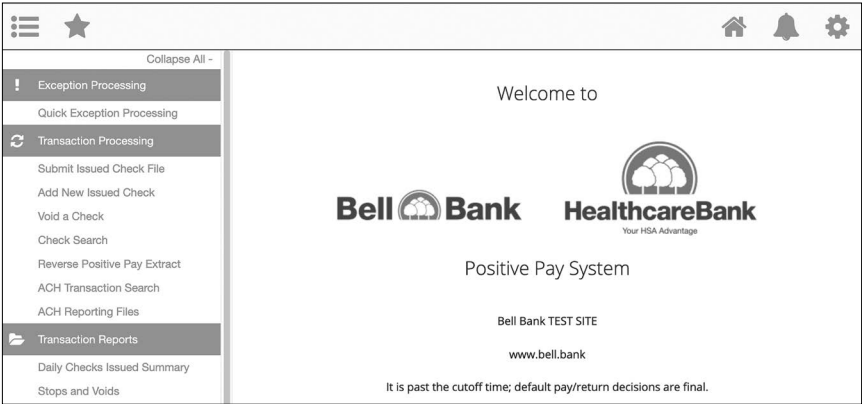 Collapse All -
Exception Processing
Quick Exception Processing
Transaction Processing
Submit Issued Check File
Add New Issued Check
Void a Check
Check Search
Reverse Positive Pay Extract
ACH Transaction Search
ACH Reporting Files
Transaction Reports
Daily Checks Issued Summary
Stops and Voids
Welcome to
Bell Bank
HealthcareBank
Your HSA Advantage
Positive Pay System
Bell Bank TEST SITE
www.bell.bank
It is past the cutoff time; default pay/return decisions are final.